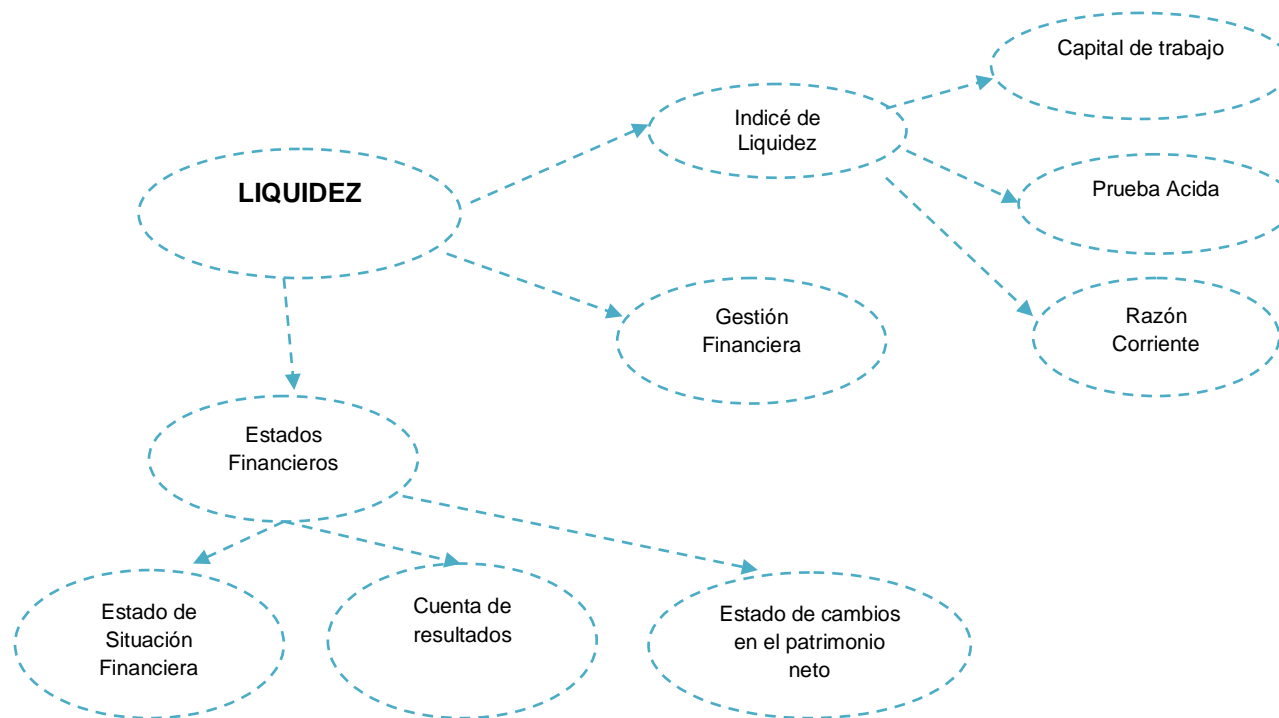 Capital de trabajo
Indicé de
Liquidez
LIQUIDEZ
Prueba Acida
Gestión
Financiera
Razón
Corriente
Estados
Financieros
Estado de
Situación
Financiera
Cuenta de
resultados
Estado de cambios
en el patrimonio
neto